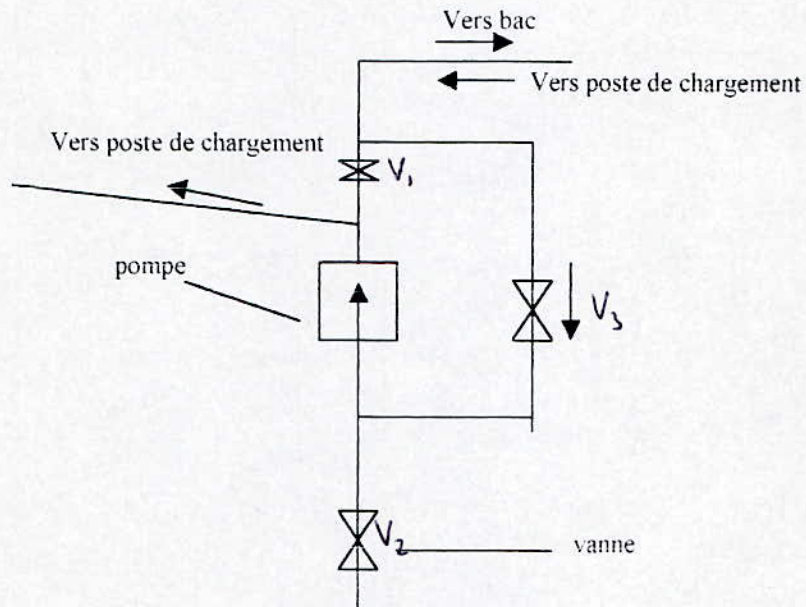 Vers bac
Vers poste de chargement
Vers poste de chargement
V₁
pompe
V₃
V₂
vanne